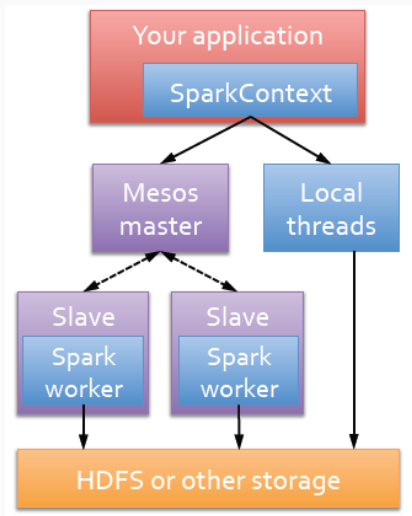 Your application
SparkContext
Mesos
master
Local
threads
Slave
Spark
worker
Slave
Spark
worker
HDFS or other storage